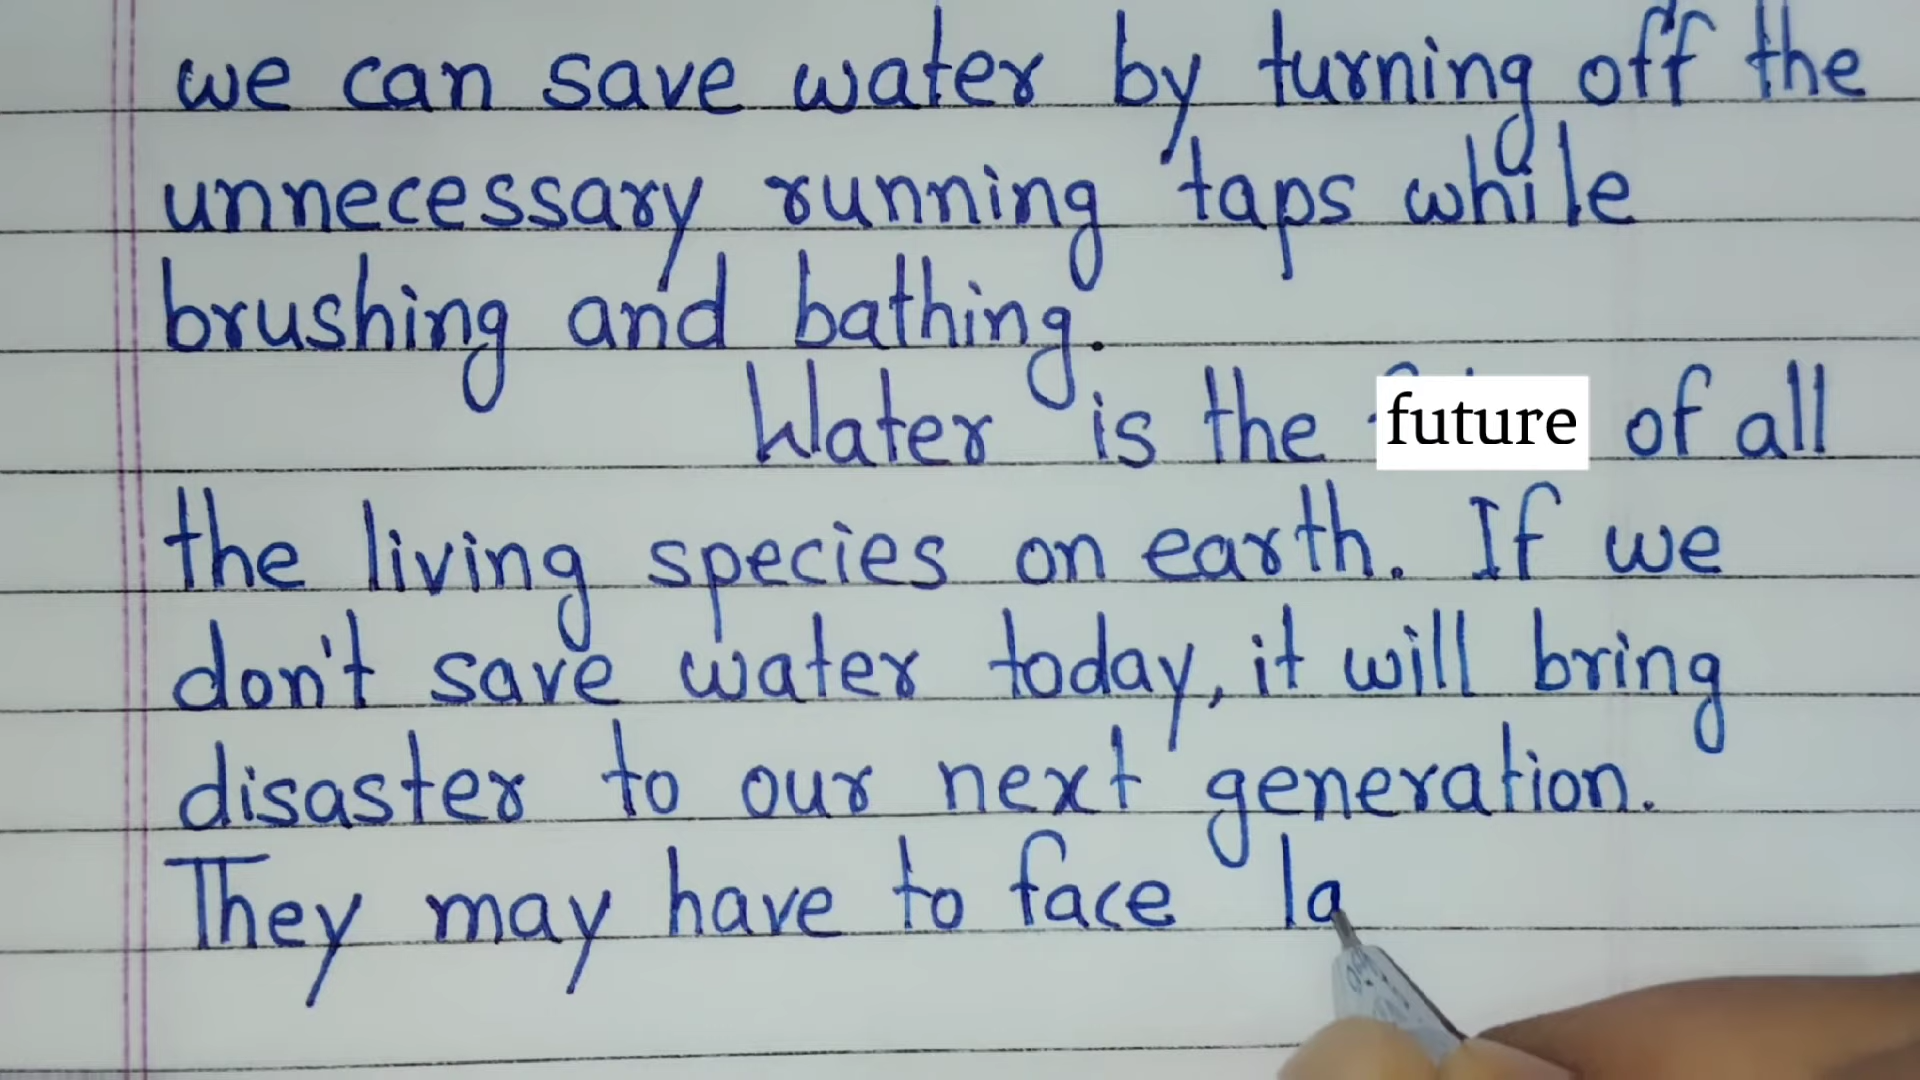 we can save water by turning off the
unnecessary running taps while
brushing and bathing.
Water is the future of all
the living species on earth. If we
don't save water today, it will bring
disaster to our next generation.
They may have to face la